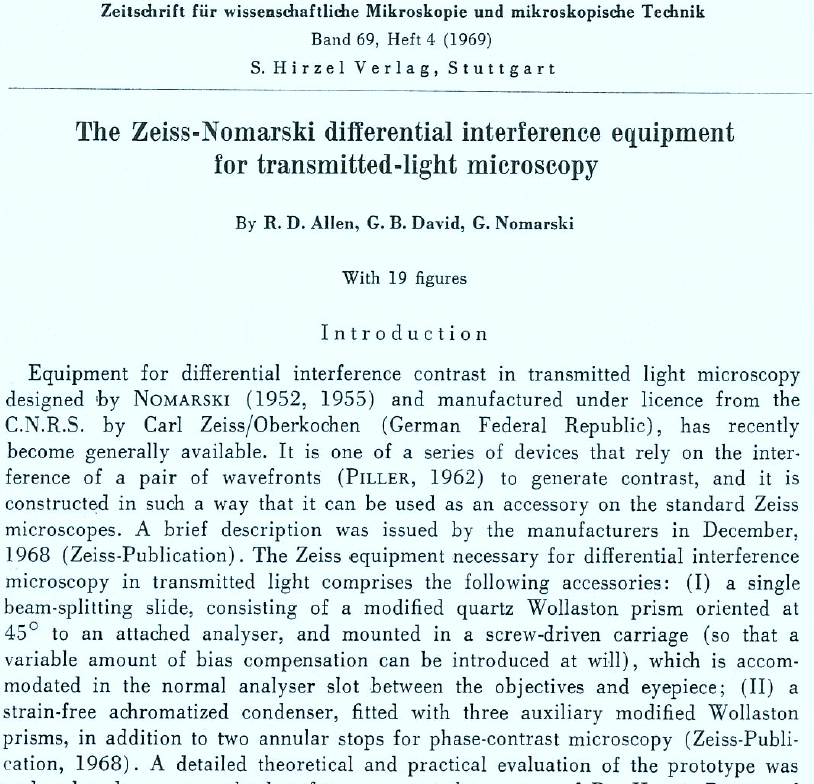 Zeitschrift für wissenschaftliche Mikroskopie und mikroskopische Technik
Band 69, Heft 4 (1969)
S. Hirzel Verlag, Stuttgart
The Zeiss-Nomarski differential interference equipment
for transmitted-light microscopy
By R. D. Allen, G. B. David, G. Nomarski
With 19 figures
Introduction
Equipment for differential interference contrast in transmitted light microscopy
designed by NOMARSKI (1952, 1955) and manufactured under licence from the
C.N.R.S. by Carl Zeiss/Oberkochen (German Federal Republic), has recently
become generally available. It is one of a series of devices that rely on the inter-
ference of a pair of wavefronts (PILLER, 1962) to generate contrast, and it is
constructed in such a way that it can be used as an accessory on the standard Zeiss
microscopes. A brief description was issued by the manufacturers in December,
1968 (Zeiss-Publication). The Zeiss equipment necessary for differential interference
microscopy in transmitted light comprises the following accessories: (I) a single
beam-splitting slide, consisting of a modified quartz Wollaston prism oriented at
45° to an attached analyser, and mounted in a screw-driven carriage (so that a
variable amount of bias compensation can be introduced at will), which is accom-
modated in the normal analyser slot between the objectives and eyepiece; (II) a
strain-free achromatized condenser, fitted with three auxiliary modified Wollaston
prisms, in addition to two annular stops for phase-contrast microscopy (Zeiss-Publi-
cation, 1968). A detailed theoretical and practical evaluation of the prototype was